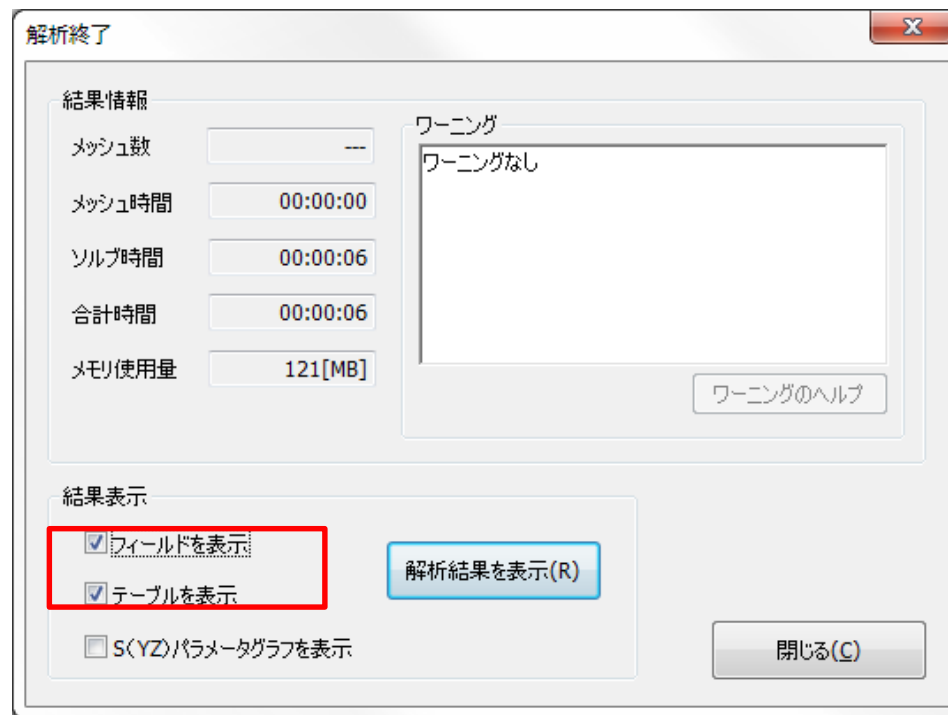 解析終了
結果情報
メッシュ数
---
メッシュ時間
00:00:00
ソルブ時間
00:00:06
合計時間
00:00:06
メモリ使用量
121[MB]
ワーニング
ワーニングなし
ワーニングのヘルプ
結果表示
フィールドを表示
テーブルを表示
S(YZ)パラメータグラフを表示
解析結果を表示(R)
閉じる(C)